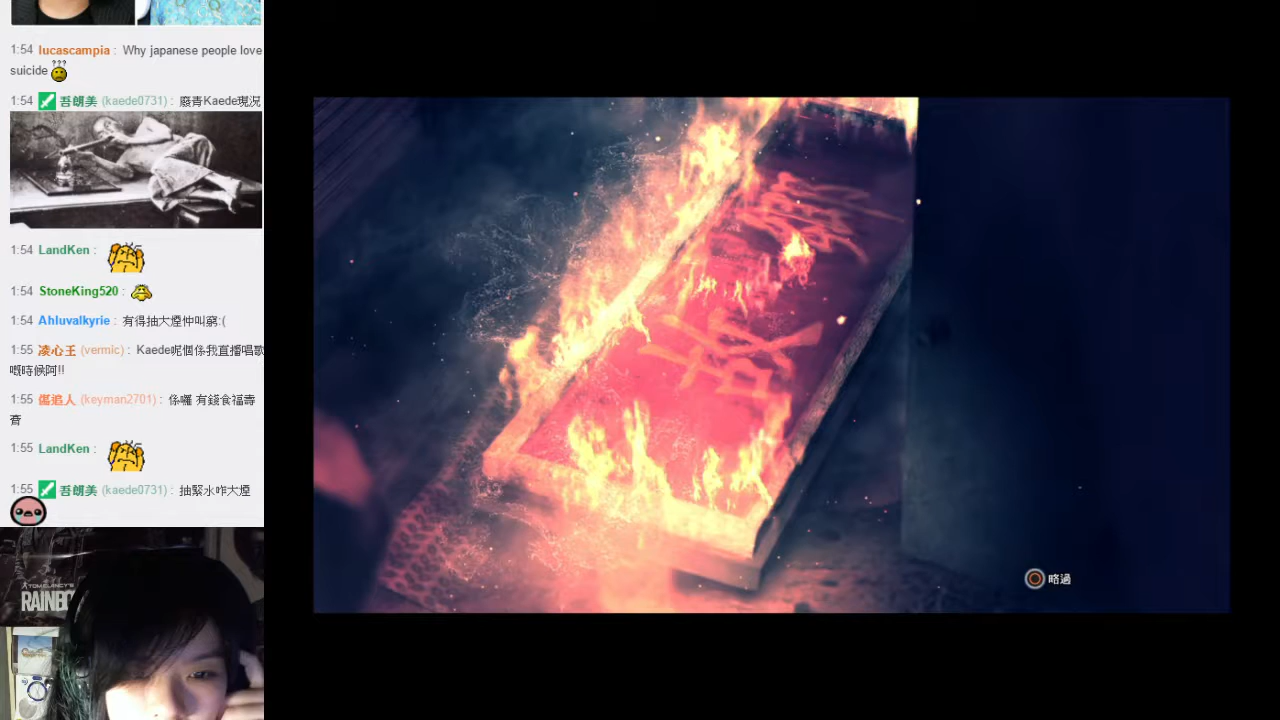 1:54 lucascampia : Why japanese people love
suicide
1:54 吾朗美 (kaede0731) : 廢青Kaede現況
1:54 LandKen :
1:54 StoneKing520 :
1:54 Ahluvalkyrie : 有得抽大煙仲叫窮:(
1:55 凌心王 (vermic) : Kaede呢個係我直播唱歌
嘅時候阿!!
1:55 傷追人 (keyman2701) : 係囉 有錢食福壽
膏
1:55 LandKen :
1:55 吾朗美 (kaede0731) : 抽緊水咋大煙
TOM CLANCY'S
RAINBO
故
略過